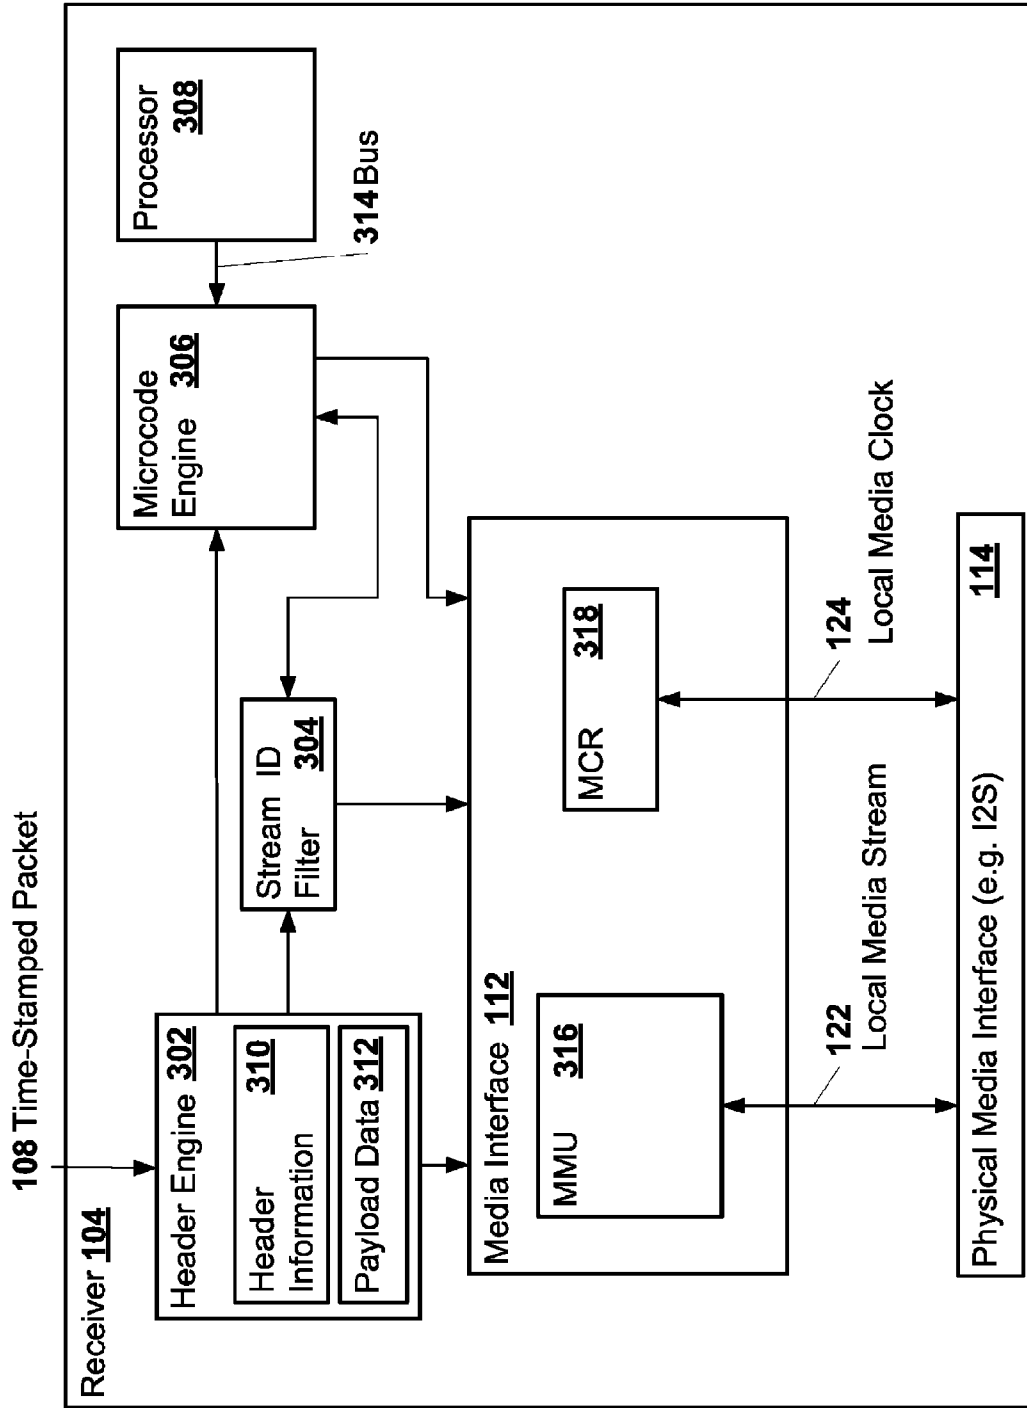 108 Time-Stamped Packet
Receiver 104
Header Engine 302
Header
Information
310
Payload Data 312
Stream ID
Filter 304
Microcode
Engine 306
Processor
308
314 Bus
Media Interface 112
MMU
316
MCR
318
122
Local Media Stream
124
Local Media Clock
Physical Media Interface (e.g. I2S) 114